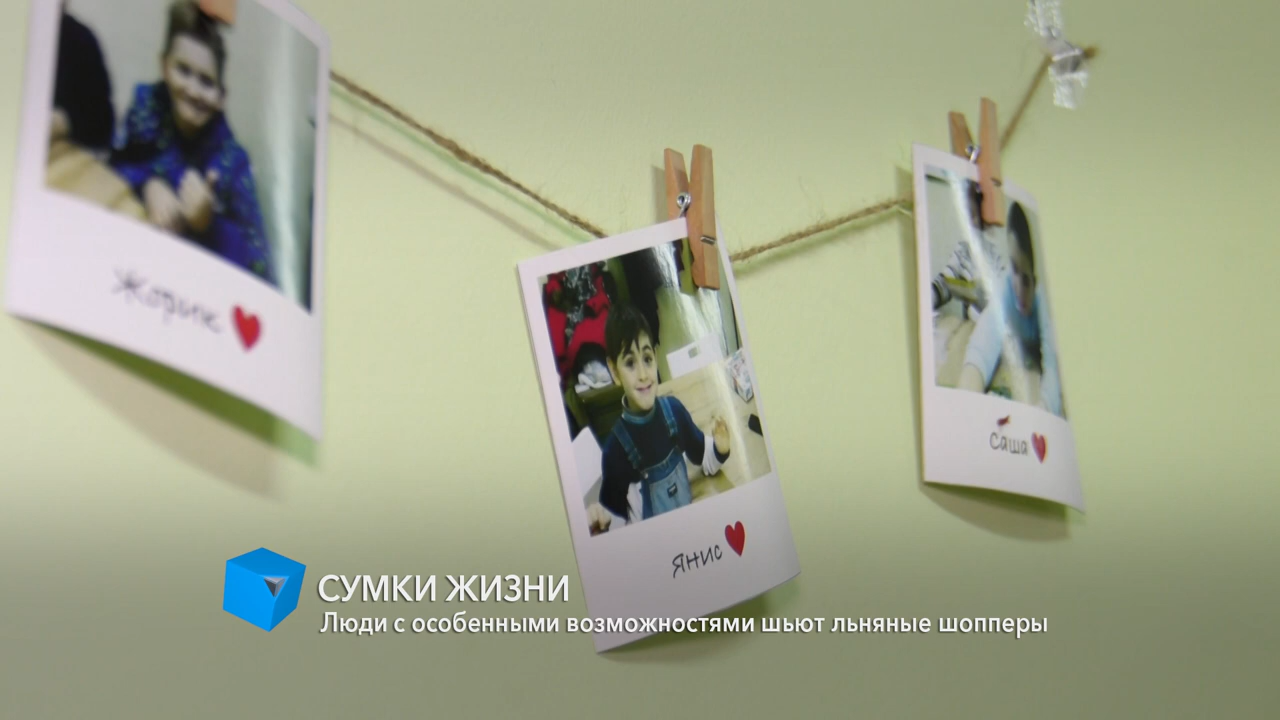 Жорик
Янис
Саша
СУМКИ ЖИЗНИ
Люди с особенными возможностями шьют льняные шопперы